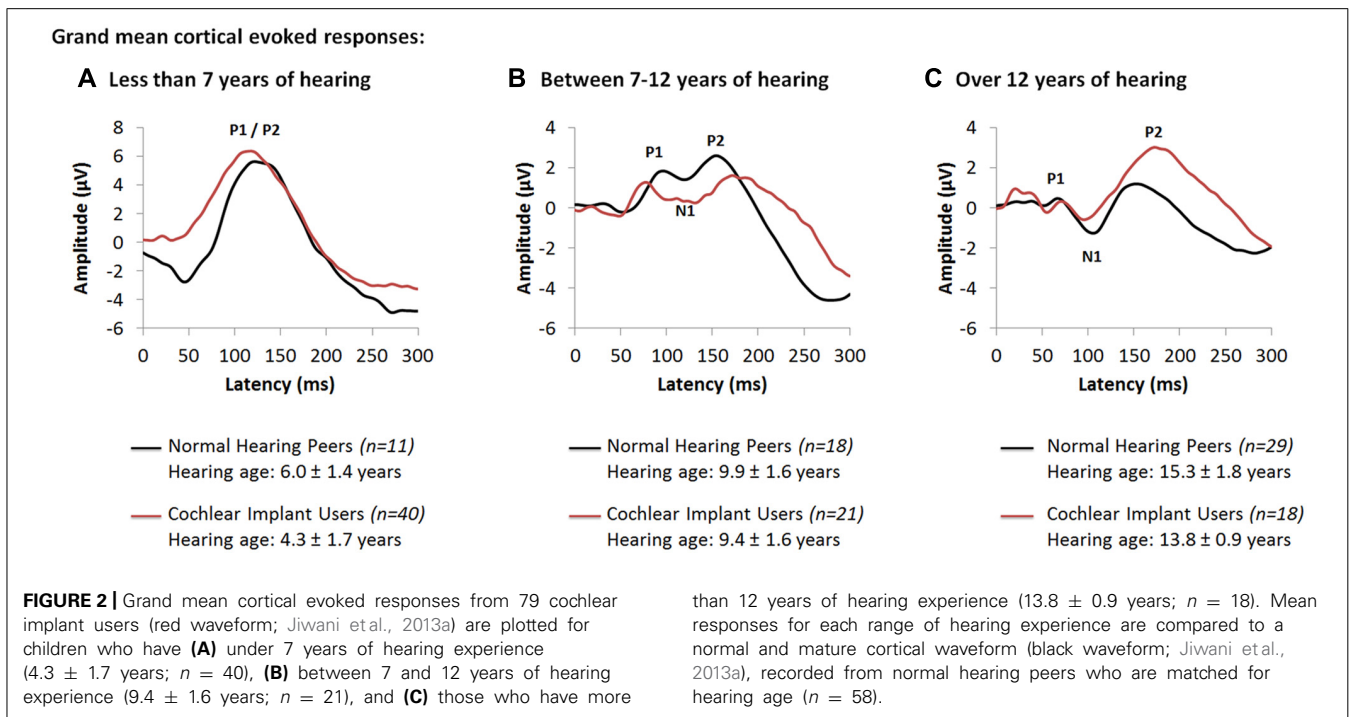 Grand mean cortical evoked responses:
A Less than 7 years of hearing
8
6
4
2
0
-2
-4
-6
Amplitude (µV)
P1 / P2
0 50 100 150 200 250 300
Latency (ms)
Normal Hearing Peers (n=11)
Hearing age: 6.0 ± 1.4 years
Cochlear Implant Users (n=40)
Hearing age: 4.3 ± 1.7 years
B Between 7-12 years of hearing
4
2
0
-2
-4
-6
Amplitude (µV)
P1
P2
N1
0 50 100 150 200 250 300
Latency (ms)
Normal Hearing Peers (n=18)
Hearing age: 9.9 ± 1.6 years
Cochlear Implant Users (n=21)
Hearing age: 9.4 ± 1.6 years
C Over 12 years of hearing
4
2
0
-2
-4
-6
Amplitude (µV)
P1
P2
N1
0 50 100 150 200 250 300
Latency (ms)
Normal Hearing Peers (n=29)
Hearing age: 15.3 ± 1.8 years
Cochlear Implant Users (n=18)
Hearing age: 13.8 ± 0.9 years
FIGURE 2 | Grand mean cortical evoked responses from 79 cochlear
implant users (red waveform; Jiwani et al., 2013a) are plotted for
children who have (A) under 7 years of hearing experience
(4.3 ± 1.7 years; n = 40), (B) between 7 and 12 years of hearing
experience (9.4 ± 1.6 years; n = 21), and (C) those who have more
than 12 years of hearing experience (13.8 ± 0.9 years; n = 18). Mean
responses for each range of hearing experience are compared to a
normal and mature cortical waveform (black waveform; Jiwani et al.,
2013a), recorded from normal hearing peers who are matched for
hearing age (n = 58).